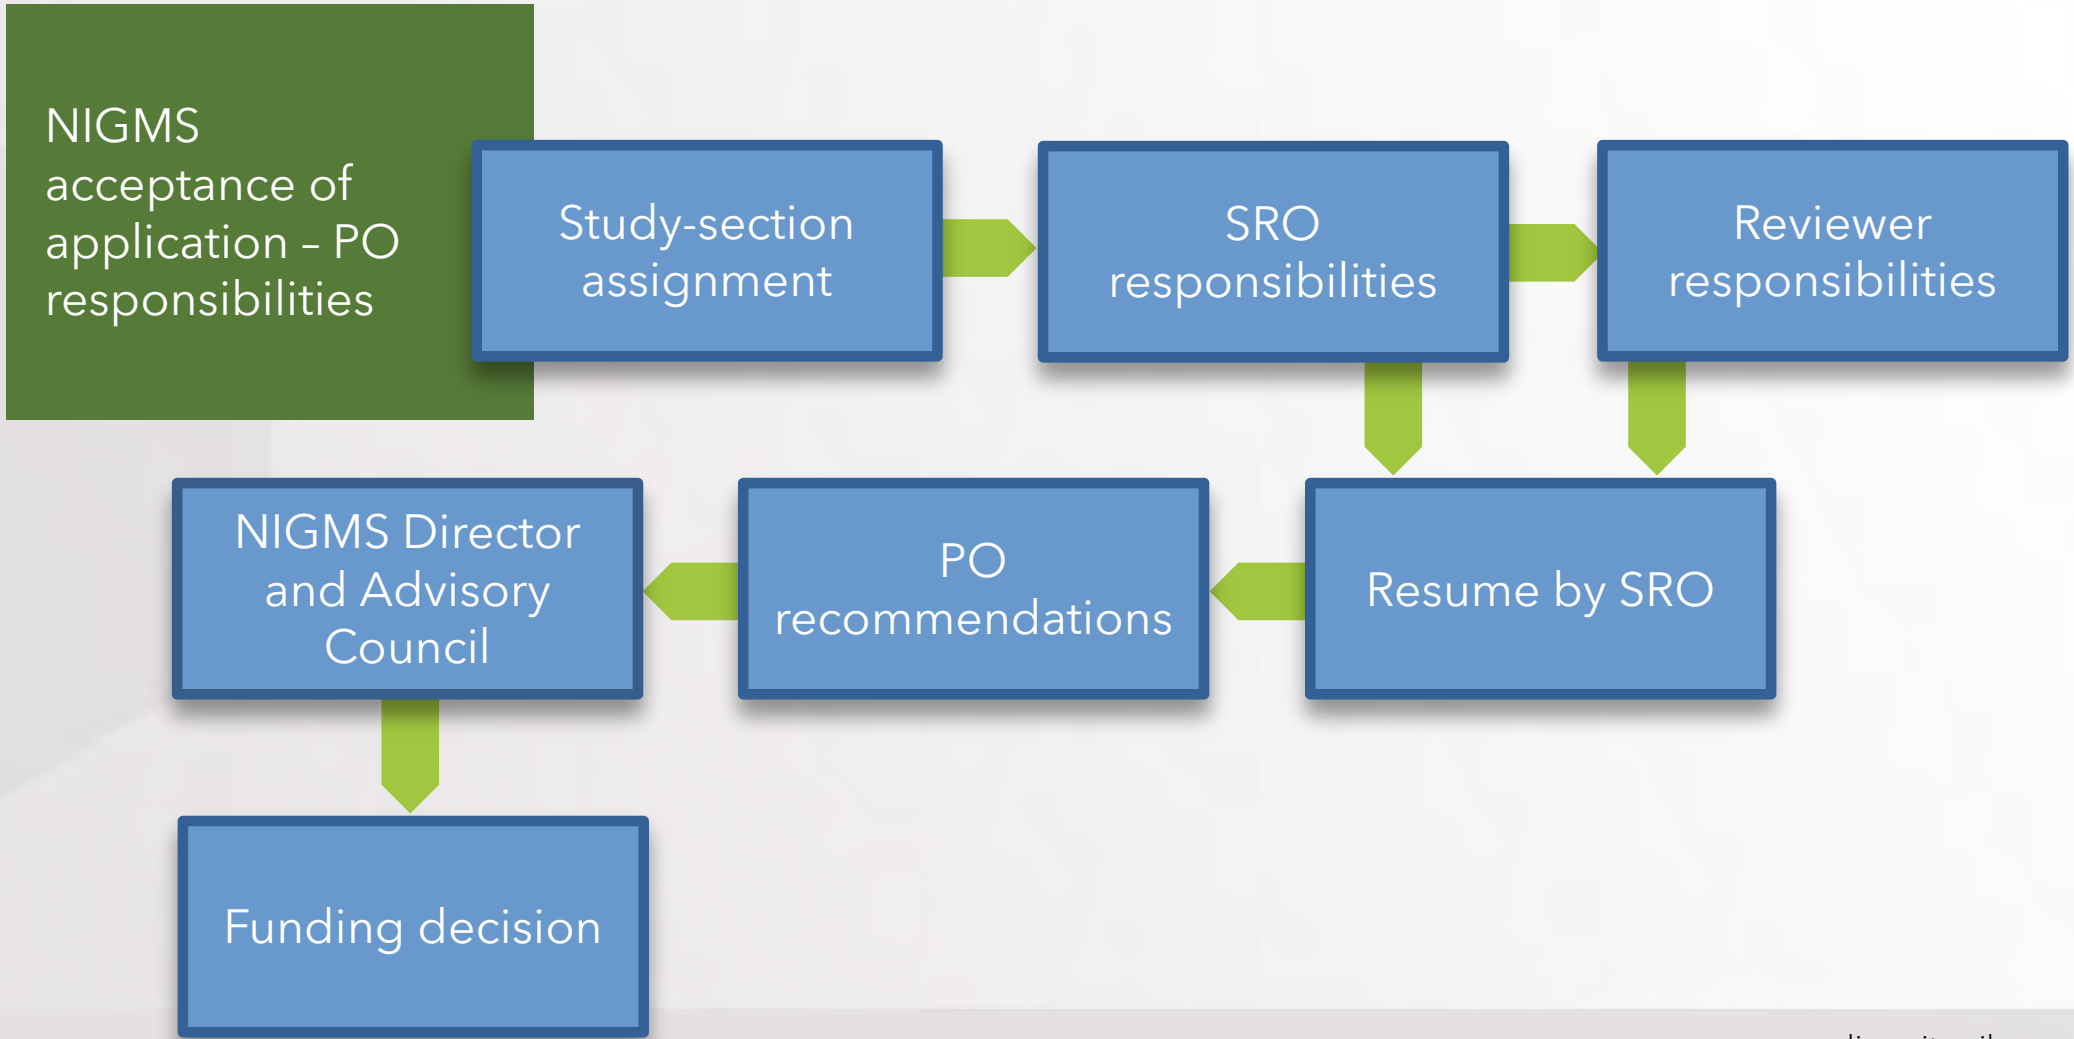 NIGMS
acceptance of
application – PO
responsibilities
Study-section
assignment
SRO
responsibilities
Reviewer
responsibilities
NIGMS Director
and Advisory
Council
PO
recommendations
Resume by SRO
Funding decision